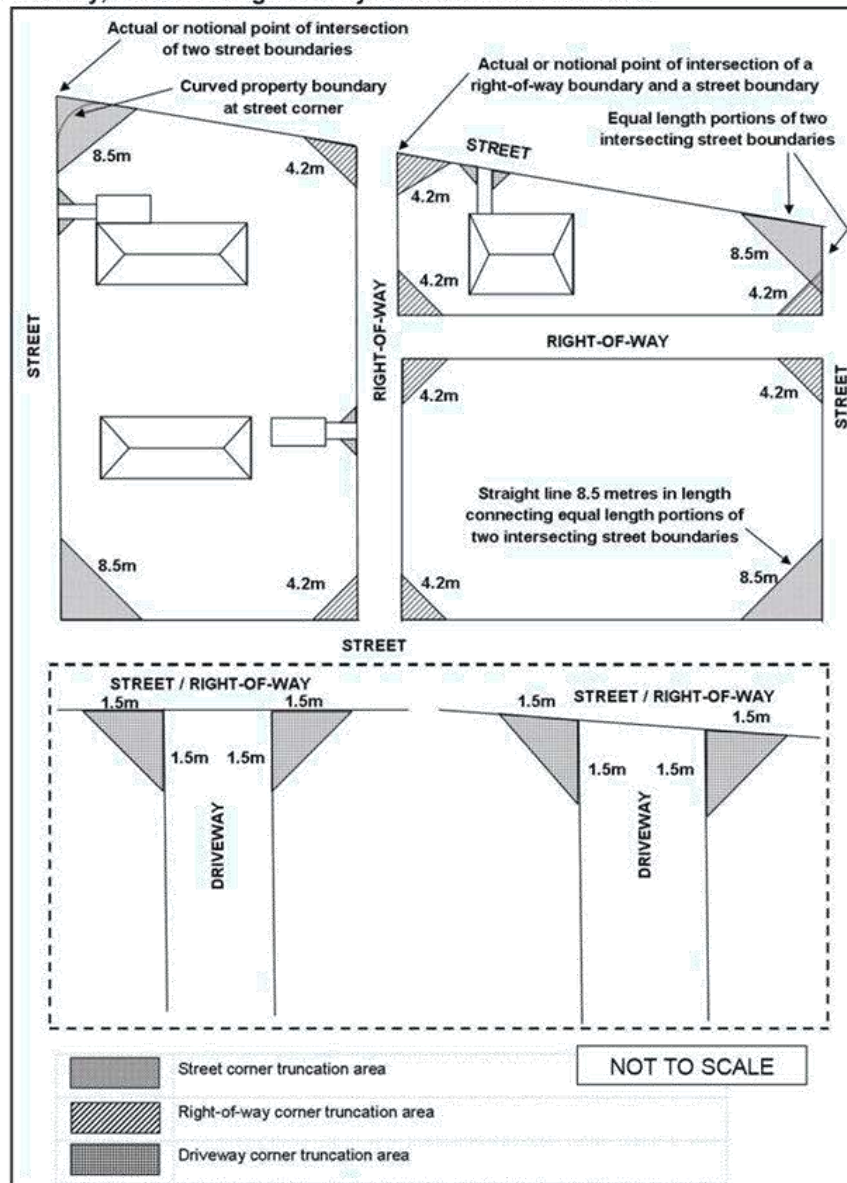 Actual or notional point of intersection
of two street boundaries
Curved property boundary
at street corner
Actual or notional point of intersection of a
right-of-way boundary and a street boundary
Equal length portions of two
intersecting street boundaries
STREET
8.5m
4.2m
4.2m
8.5m
4.2m
4.2m
STREET
RIGHT-OF-WAY
RIGHT-OF-WAY
4.2m
4.2m
STREET
Straight line 8.5 metres in length
connecting equal length portions of
two intersecting street boundaries
8.5m
4.2m
4.2m
8.5m
STREET
STREET / RIGHT-OF-WAY
1.5m
1.5m
1.5m
1.5m
DRIVEWAY
STREET / RIGHT-OF-WAY
1.5m
1.5m
1.5m
1.5m
DRIVEWAY
Street corner truncation area
NOT TO SCALE
Right-of-way corner truncation area
Driveway corner truncation area